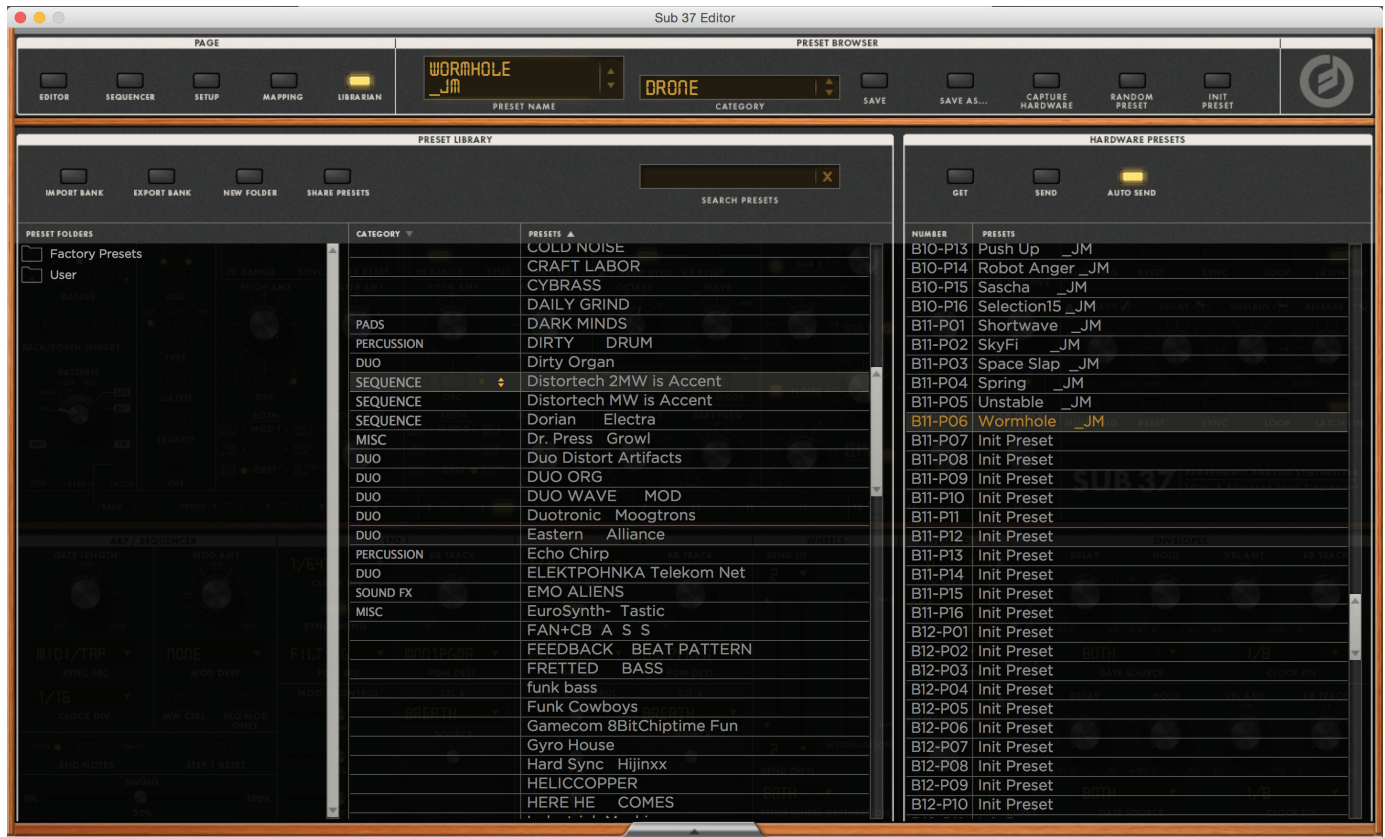 Sub 37 Editor
PAGE
PRESET BROWSER
WORMHOLE
_JM
DRONE
EDITOR SEQUENCER SETUP MAPPING LIBRARIAN
PRESET NAME
CATEGORY
SAVE SAVE AS... CAPTURE HARDWARE RANDOM PRESET INIT PRESET
PRESET LIBRARY
IMPORT BANK EXPORT BANK NEW FOLDER SHARE PRESETS
X
SEARCH PRESETS
PRESET FOLDERS
Factory Presets
User
CATEGORY PRESETS
COLD NOISE
CRAFT LABOR
CYBRASS
DAILY GRIND
PADS DARK MINDS
PERCUSSION DIRTY DRUM
DUO Dirty Organ
SEQUENCE Distortech 2MW is Accent
SEQUENCE Distortech MW is Accent
SEQUENCE Dorian Electra
MISC Dr. Press Growl
DUO Duo Distort Artifacts
DUO DUO ORG
DUO DUO WAVE MOD
DUO Duotronic Moogtrons
DUO Eastern Alliance
PERCUSSION Echo Chirp
DUO ELEKTPOHNKA Telekom Net
SOUND FX EMO ALIENS
MISC EuroSynth- Tastic
FAN+CB A S S
FEEDBACK BEAT PATTERN
FRETTED BASS
funk bass
Funk Cowboys
Gamecom 8BitChiptime Fun
Gyro House
Hard Sync Hijinxx
HELICCOPPER
HERE HE COMES
HARDWARE PRESETS
GET SEND AUTO SEND
NUMBER PRESETS
B10-P13 Push Up _JM
B10-P14 Robot Anger _JM
B10-P15 Sascha _JM
B10-P16 Selection15 _JM
B11-P01 Shortwave _JM
B11-P02 SkyFi _JM
B11-P03 Space Slap _JM
B11-P04 Spring _JM
B11-P05 Unstable _JM
B11-P06 Wormhole _JM
B11-P07 Init Preset
B11-P08 Init Preset
B11-P09 Init Preset
B11-P10 Init Preset
B11-P11 Init Preset
B11-P12 Init Preset
B11-P13 Init Preset
B11-P14 Init Preset
B11-P15 Init Preset
B11-P16 Init Preset
B12-P01 Init Preset
B12-P02 Init Preset
B12-P03 Init Preset
B12-P04 Init Preset
B12-P05 Init Preset
B12-P06 Init Preset
B12-P07 Init Preset
B12-P08 Init Preset
B12-P09 Init Preset
B12-P10 Init Preset
SUB 37